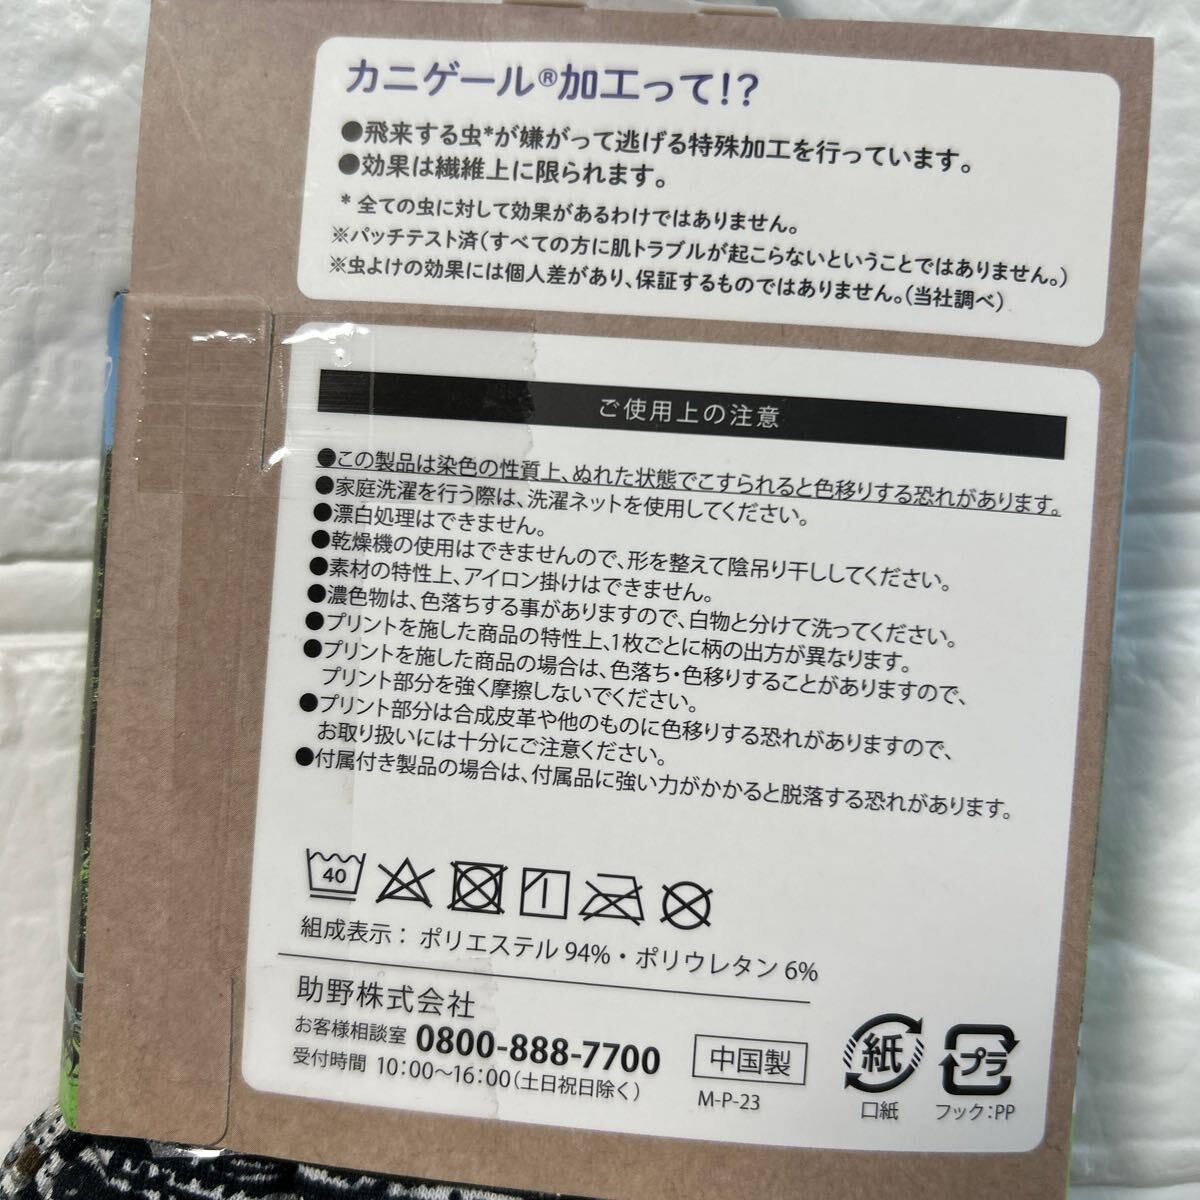 カニゲール®加工って!?
●飛来する虫*が嫌がって逃げる特殊加工を行っています。
●効果は繊維上に限られます。
* 全ての虫に対して効果があるわけではありません。
※パッチテスト済(すべての方に肌トラブルが起こらないということではありません。)
※虫よけの効果には個人差があり、保証するものではありません。(当社調べ)
ご使用上の注意
●この製品は染色の性質上、ぬれた状態でこすられると色移りする恐れがあります。
●家庭洗濯を行う際は、洗濯ネットを使用してください。
●漂白処理はできません。
●乾燥機の使用はできませんので、形を整えて陰吊り干ししてください。
●素材の特性上、アイロン掛けはできません。
●濃色物は、色落ちする事がありますので、白物と分けて洗ってください。
●プリントを施した商品の特性上、1枚ごとに柄の出方が異なります。
●プリントを施した商品の場合は、色落ち・色移りすることがありますので、
プリント部分を強く摩擦しないでください。
●プリント部分は合成皮革や他のものに色移りする恐れがありますので、
お取り扱いには十分にご注意ください。
●付属付き製品の場合は、付属品に強い力がかかると脱落する恐れがあります。
40
組成表示: ポリエステル 94%・ポリウレタン 6%
助野株式会社
お客様相談室 0800-888-7700
受付時間 10:00~16:00(土日祝日除く)
中国製
M-P-23
紙
口紙
プラ
フック:PP